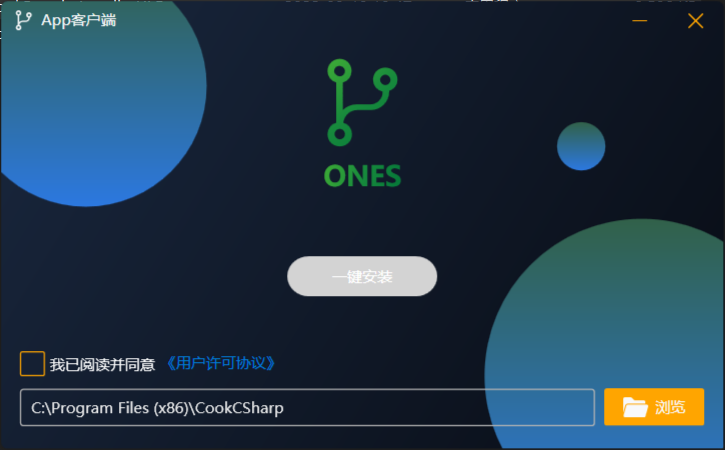 App客户端
ONES
一键安装
我已阅读并同意 《用户许可协议》
C:\Program Files (x86)\CookCSharp
浏览